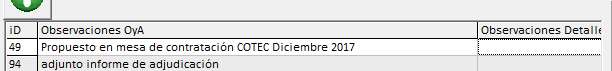 iD Observaciones OyA Observaciones Detalle
49 Propuesto en mesa de contratación COTEC Diciembre 2017
94 adjunto informe de adjudicación